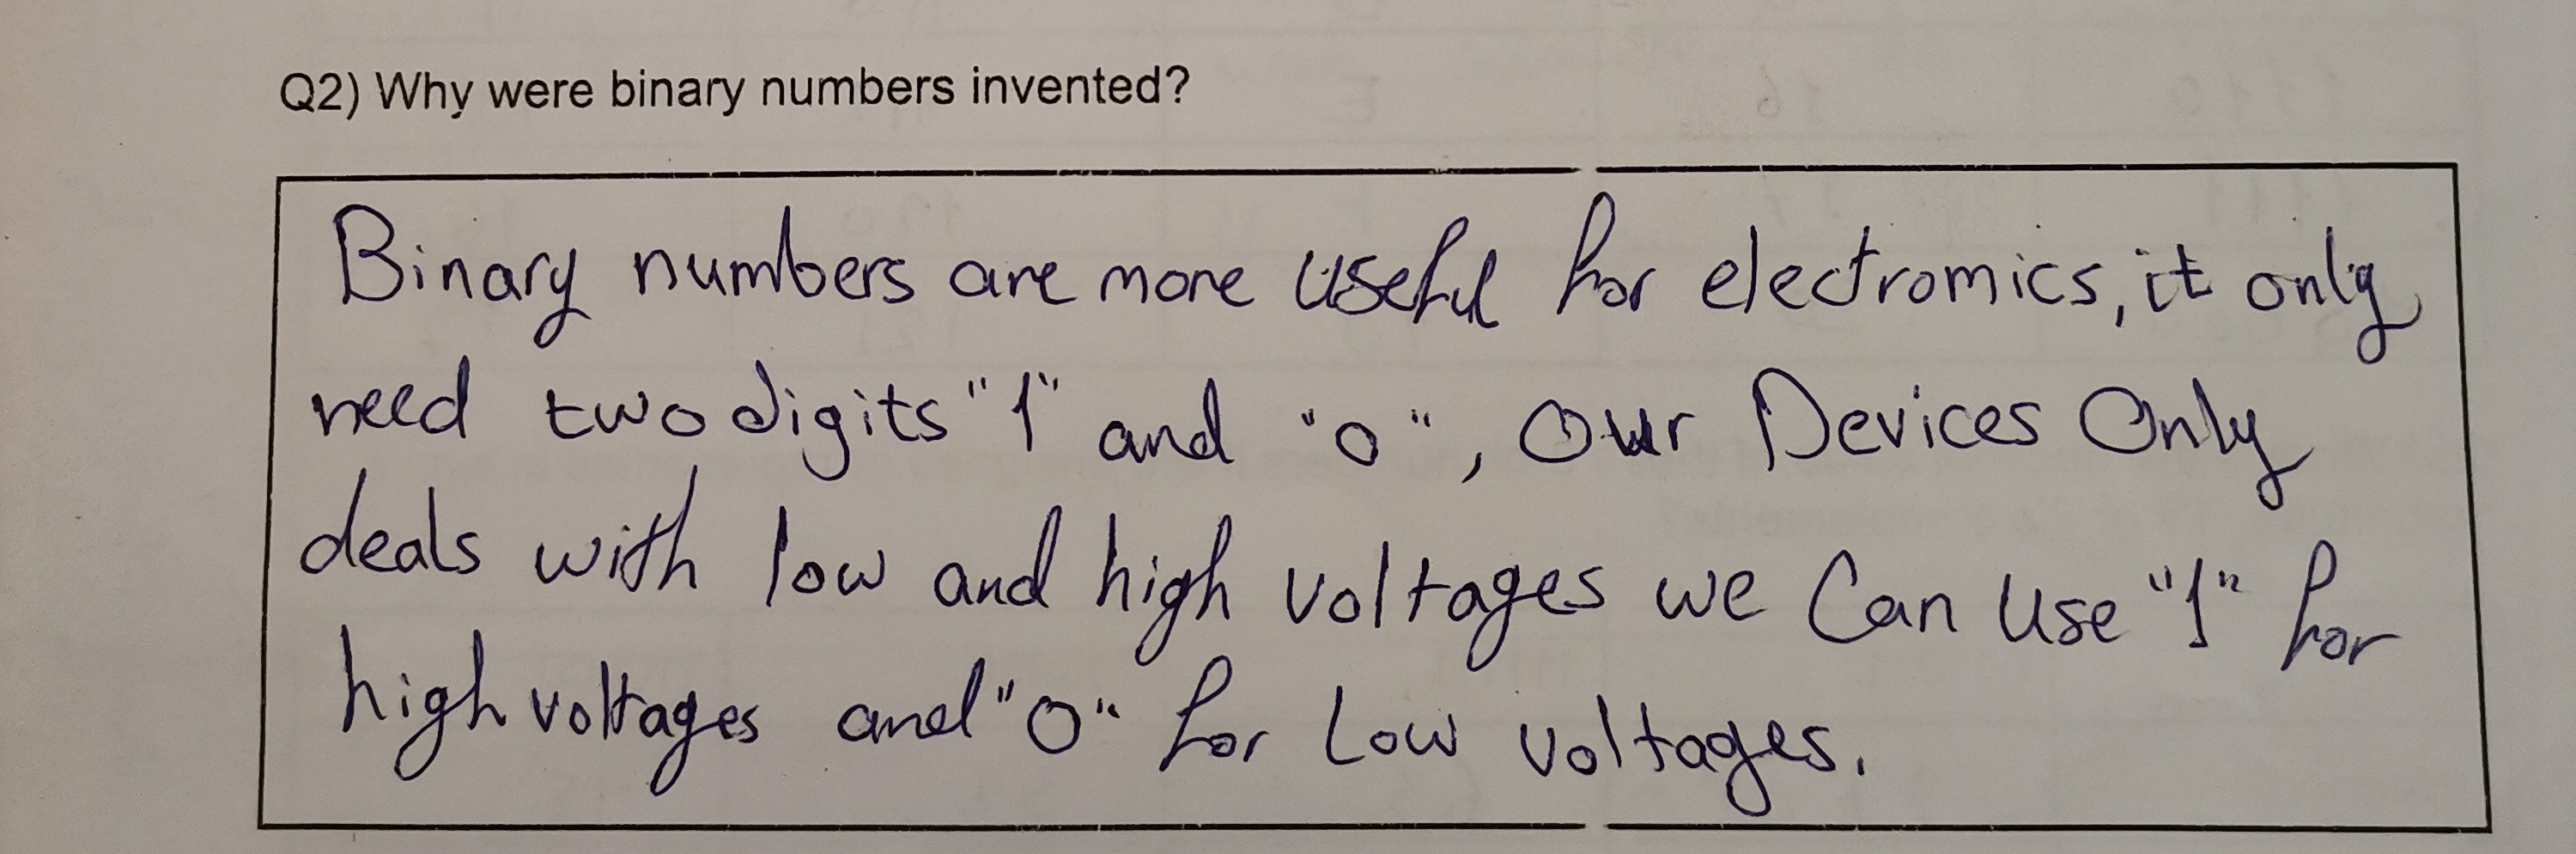 Q2) Why were binary numbers invented?
Binary numbers are more useful for electromics, it only
need two digits "1" and "0", Our Devices Only
deals with low and high voltages we Can Use "1" for
high voltages and "0" for Low voltages.